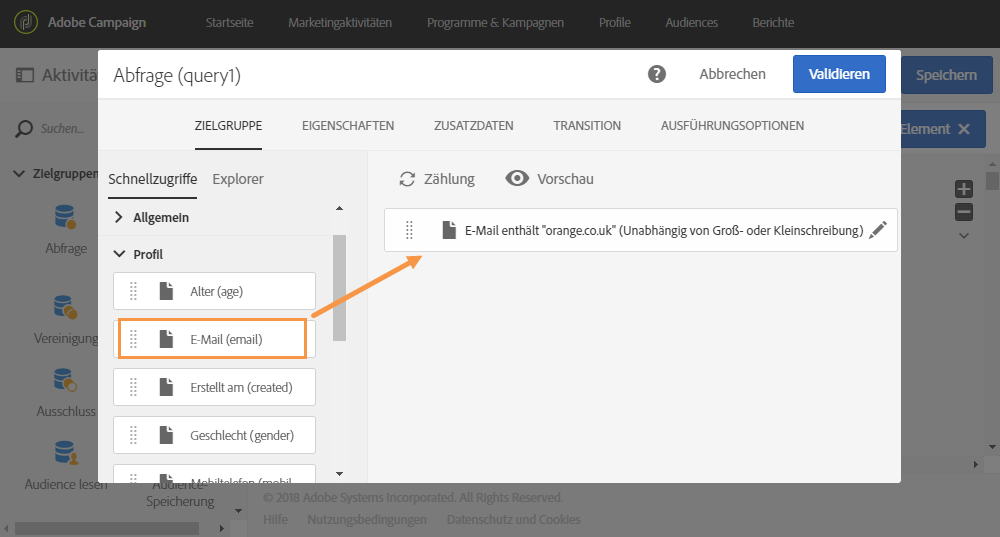 Adobe Campaign
Startseite
Marketingaktivitäten
Programme & Kampagnen
Profile
Audiences
Berichte
Aktivitä
Speichern
Abfrage (query1)
?
Abbrechen
Validieren
Suchen...
Element
ZIELGRUPPE
EIGENSCHAFTEN
ZUSATZDATEN
TRANSITION
AUSFÜHRUNGSOPTIONEN
Zielgruppen
Abfrage
Vereinigung
Ausschluss
Audience lesen
Audience-
Speicherung
Schnellzugriffe
Explorer
Allgemein
Profil
Alter (age)
E-Mail (email)
Erstellt am (created)
Geschlecht (gender)
Mobiltelefon (mobil
Zählung
Vorschau
E-Mail enthält "orange.co.uk" (Unabhängig von Groß- oder Kleinschreibung)
© 2018 Adobe Systems Incorporated. All Rights Reserved.
Hilfe
Nutzungsbedingungen
Datenschutz und Cookies